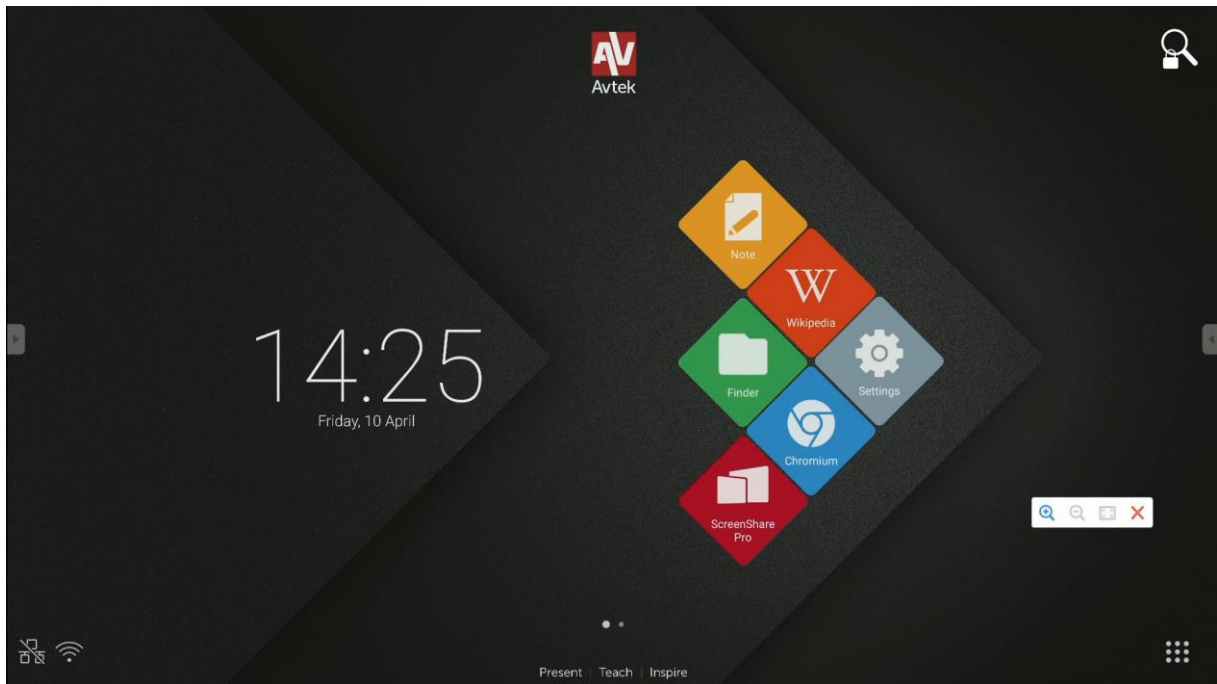 AV
Avtek
Note
W
Wikipedia
Finder
Settings
14:25
Friday, 10 April
Chromium
ScreenShare
Pro
Present | Teach | Inspire